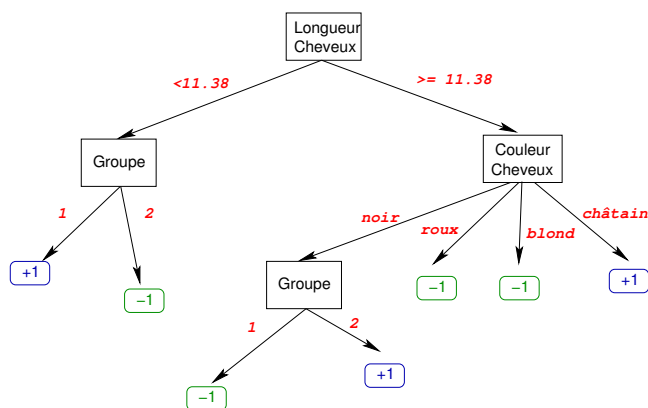 Longueur
Cheveux
<11.38
>= 11.38
Groupe
Couleur
Cheveux
1
2
noir
roux
blond
châtain
+1
−1
Groupe
−1
−1
+1
1
2
−1
+1